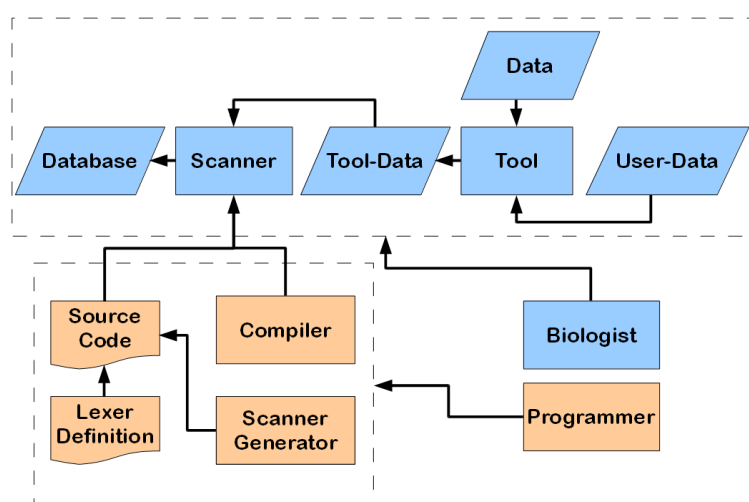 Data
Database
Scanner
Tool-Data
Tool
User-Data
Source
Code
Compiler
Biologist
Lexer
Definition
Scanner
Generator
Programmer